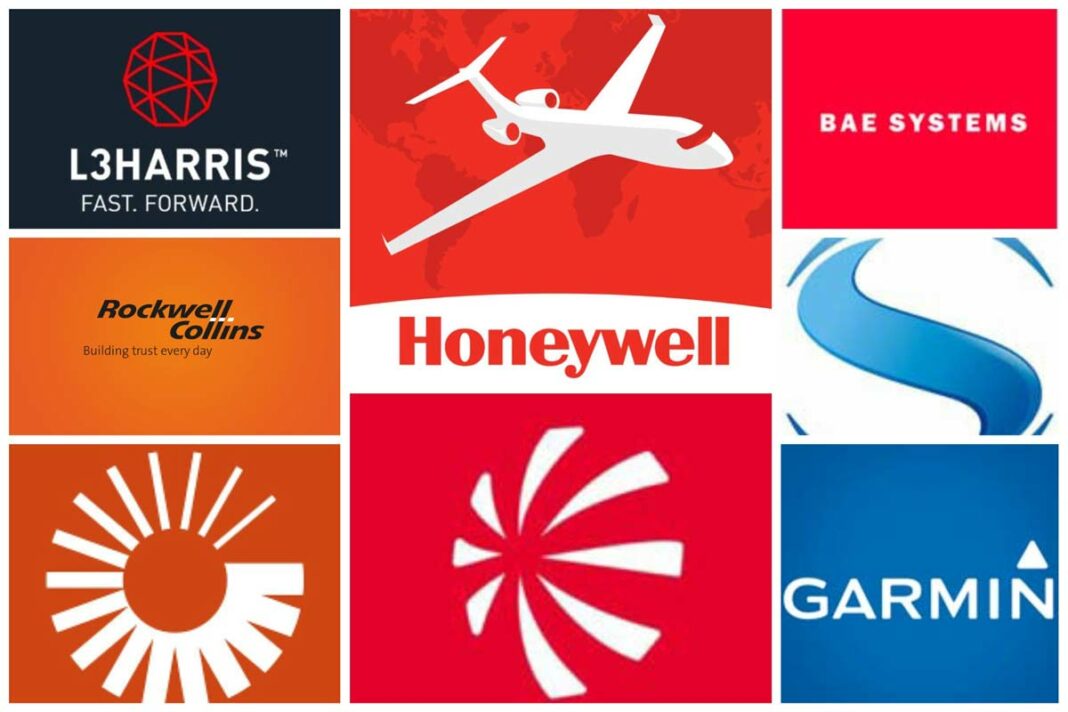 L3HARRIS™
FAST. FORWARD.
Honeywell
BAE SYSTEMS
Rockwell
Collins
Building trust every day
GARMIN